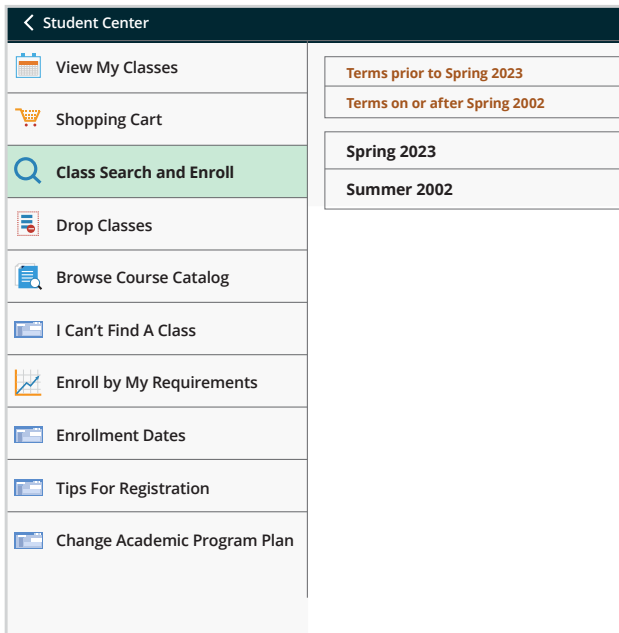 Student Center
View My Classes
Shopping Cart
Class Search and Enroll
Drop Classes
Browse Course Catalog
I Can’t Find A Class
Enroll by My Requirements
Enrollment Dates
Tips For Registration
Change Academic Program Plan
Terms prior to Spring 2023
Terms on or after Spring 2002
Spring 2023
Summer 2002